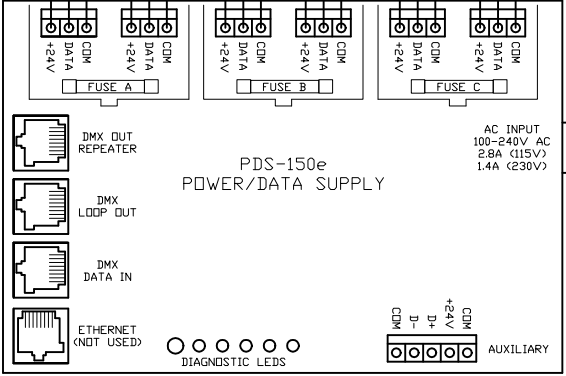 +24V DATA COM +24V DATA COM +24V DATA COM +24V DATA COM +24V DATA COM +24V DATA COM
FUSE A FUSE B FUSE C
DMX OUT
REPEATER
AC INPUT
100-240V AC
2.8A (115V)
1.4A (230V)
PDS-150e
POWER/DATA SUPPLY
DMX
LOOP OUT
DMX
DATA IN
ETHERNET
(NOT USED)
DIAGNOSTIC LEDS
COM D- D+ +24V COM
AUXILIARY